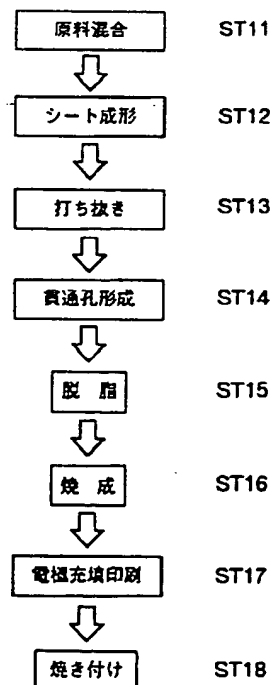 原料混合 ST11
シート成形 ST12
打ち抜き ST13
貫通孔形成 ST14
脱 脂 ST15
焼 成 ST16
電極充填印刷 ST17
焼き付け ST18